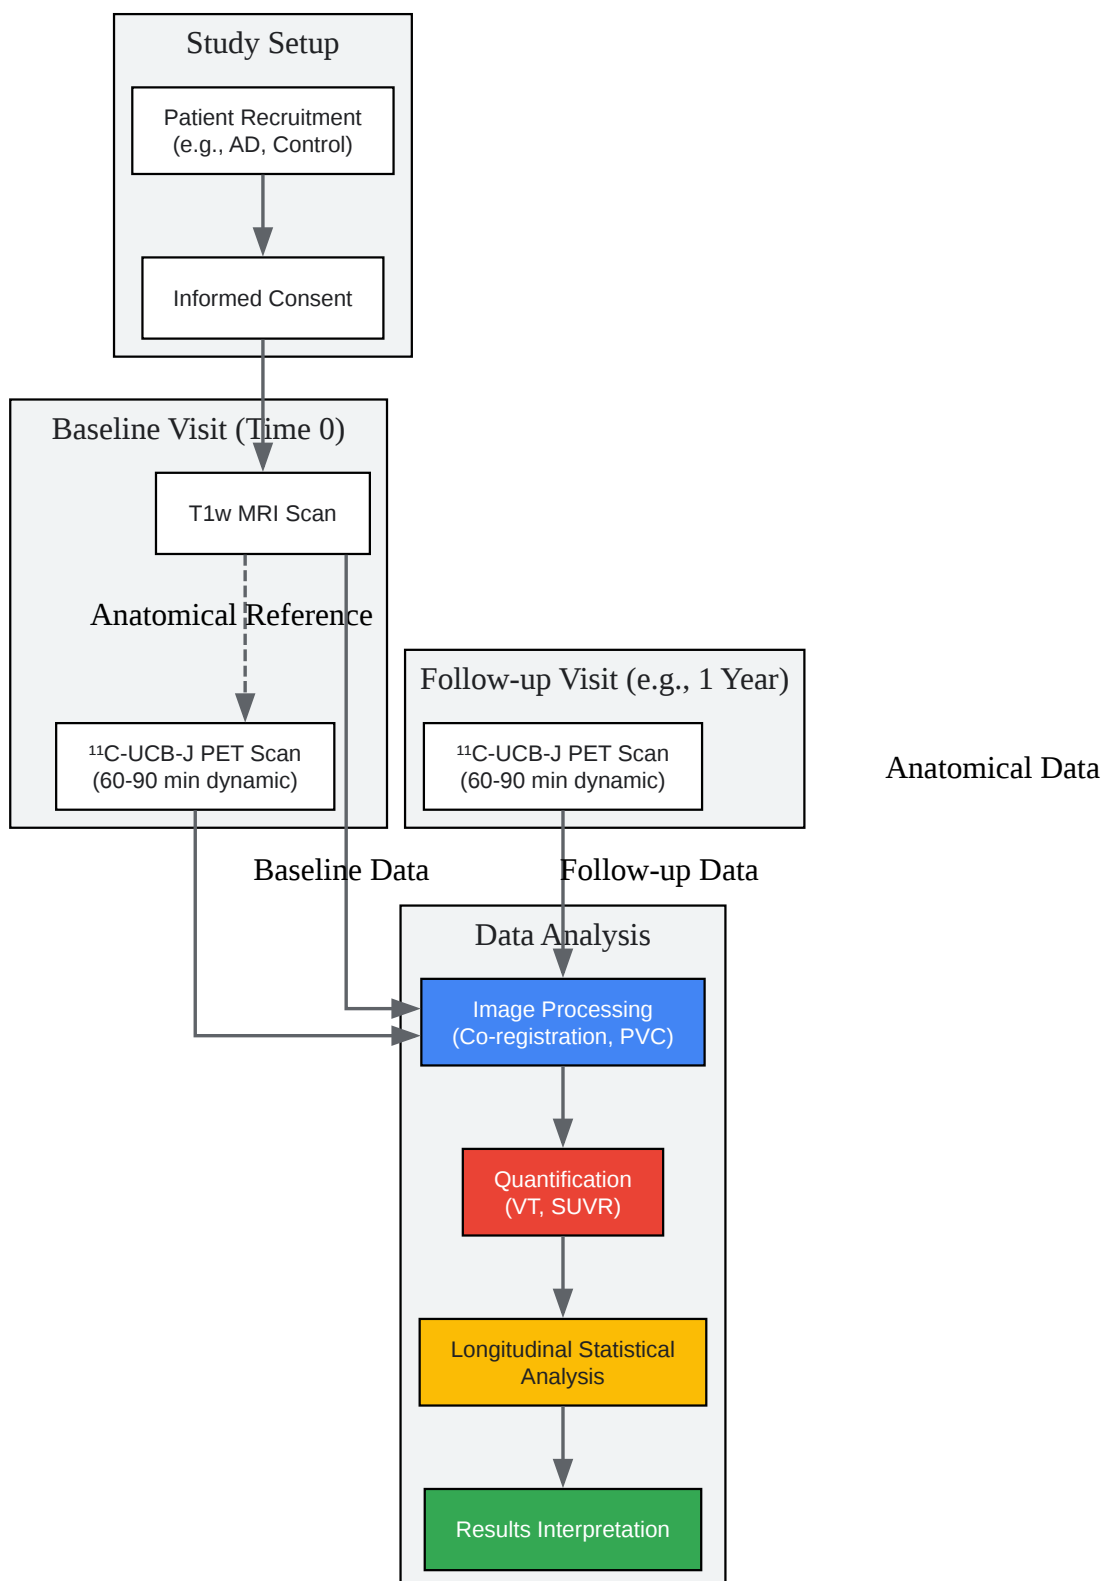 Study Setup
Patient Recruitment
(e.g., AD, Control)
Informed Consent
Baseline Visit (Time 0)
T1w MRI Scan
Anatomical Reference
¹¹C-UCB-J PET Scan
(60-90 min dynamic)
Follow-up Visit (e.g., 1 Year)
¹¹C-UCB-J PET Scan
(60-90 min dynamic)
Anatomical Data
Baseline Data
Follow-up Data
Data Analysis
Image Processing
(Co-registration, PVC)
Quantification
(VT, SUVR)
Longitudinal Statistical
Analysis
Results Interpretation